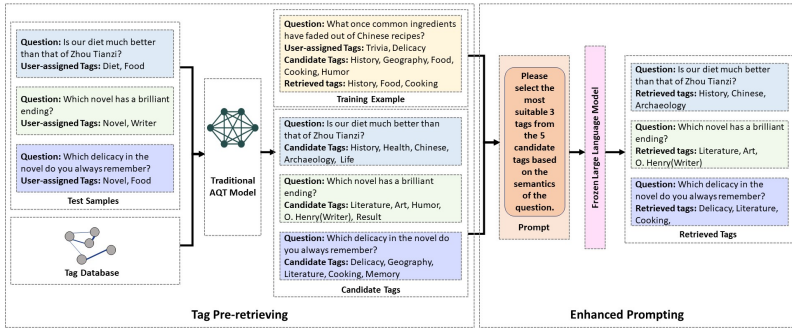 Question: Is our diet much better
than that of Zhou Tianzi?
User-assigned Tags: Diet, Food
Question: Which novel has a brilliant
ending?
User-assigned Tags: Novel, Writer
Question: Which delicacy in the
novel do you always remember?
User-assigned Tags: Novel, Food
Test Samples
Tag Database
Traditional
AQT Model
Question: What once common ingredients
have faded out of Chinese recipes?
User-assigned Tags: Trivia, Delicacy
Candidate Tags: History, Geography, Food,
Cooking, Humor
Retrieved tags: History, Food, Cooking
Training Example
Question: Is our diet much better than
that of Zhou Tianzi?
Candidate Tags: History, Health, Chinese,
Archaeology, Life
Question: Which novel has a brilliant
ending?
Candidate Tags: Literature, Art, Humor,
O. Henry(Writer), Result
Question: Which delicacy in the novel do
you always remember?
Candidate Tags: Delicacy, Geography,
Literature, Cooking, Memory
Candidate Tags
Tag Pre-retrieving
Please
select the
most
suitable 3
tags from
the 5
candidate
tags based
on the
semantics
of the
question.
Prompt
Frozen Large Language Model
Question: Is our diet much better
than that of Zhou Tianzi?
Retrieved tags: History, Chinese,
Archaeology
Question: Which novel has a brilliant
ending?
Retrieved tags: Literature, Art,
O. Henry(Writer)
Question: Which delicacy in the
novel do you always remember?
Retrieved tags: Delicacy, Literature,
Cooking,
Retrieved Tags
Enhanced Prompting